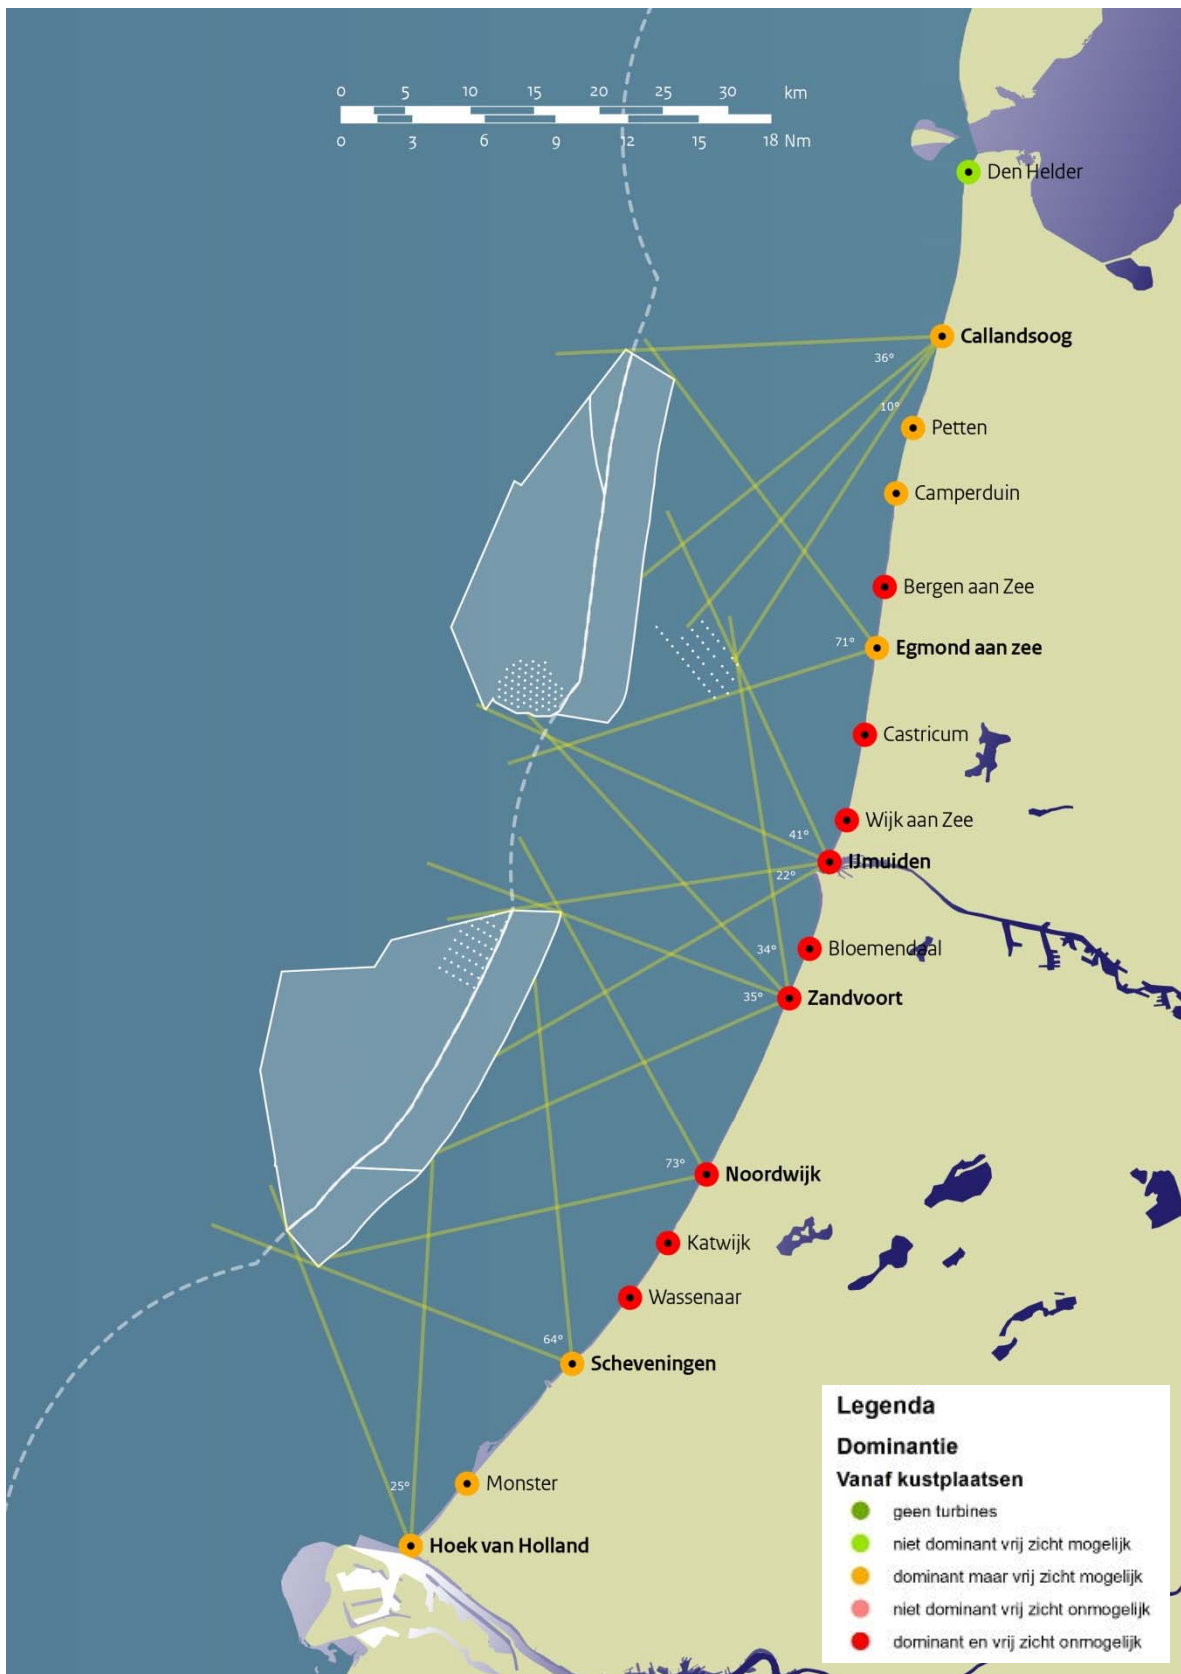 0 5 10 15 20 25 30 km
0 3 6 9 12 15 18 Nm
Den Helder
Callandsoog
36°
10°
Petten
Camperduin
Bergen aan Zee
71°
Egmond aan zee
Castricum
Wijk aan Zee
41°
IJmuiden
22°
34°
Bloemendaal
35°
Zandvoort
73°
Noordwijk
Katwijk
Wassenaar
64°
Scheveningen
Monster
25°
Hoek van Holland
Legenda
Dominantie
Vanaf kustplaatsen
geen turbines
niet dominant vrij zicht mogelijk
dominant maar vrij zicht mogelijk
niet dominant vrij zicht onmogelijk
dominant en vrij zicht onmogelijk